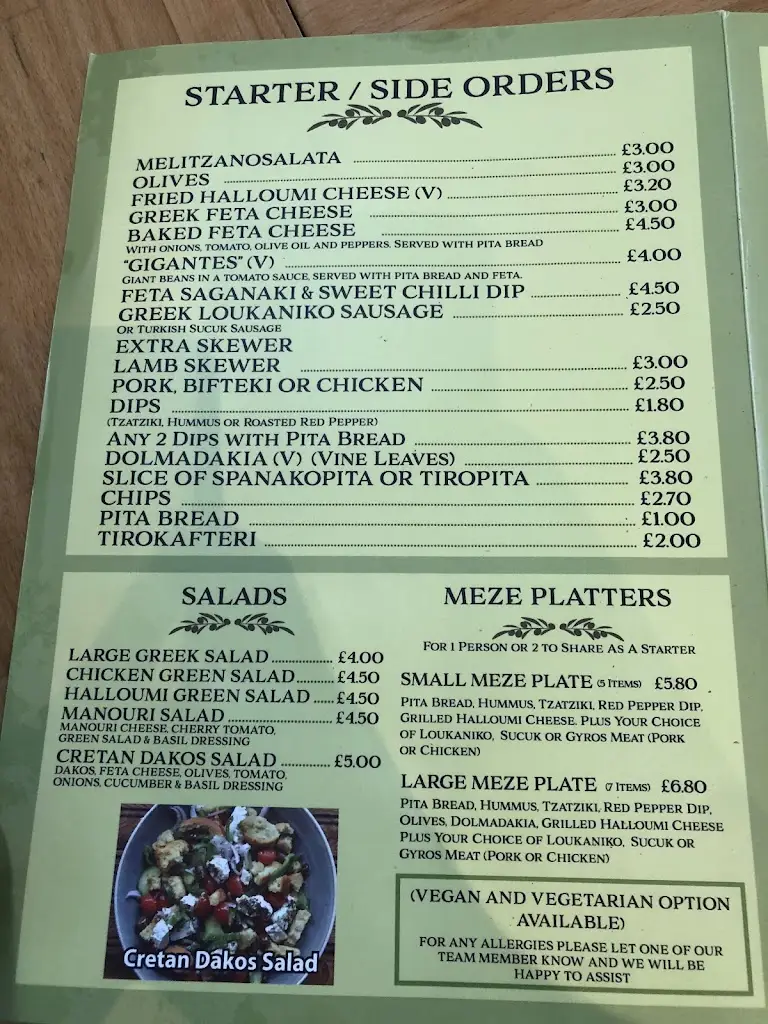 STARTER / SIDE ORDERS
MELITZANOSALATA £3.00
OLIVES £3.00
FRIED HALLOUMI CHEESE (V) £3.20
GREEK FETA CHEESE £3.00
BAKED FETA CHEESE £4.50
WITH ONIONS, TOMATO, OLIVE OIL AND PEPPERS. SERVED WITH PITA BREAD
"GIGANTES" (V) £4.00
GIANT BEANS IN A TOMATO SAUCE, SERVED WITH PITA BREAD AND FETA.
FETA SAGANAKI & SWEET CHILLI DIP £4.50
GREEK LOUKANIKO SAUSAGE £2.50
OR TURKISH SUCUK SAUSAGE
EXTRA SKEWER
LAMB SKEWER £3.00
PORK, BIFTEKI OR CHICKEN £2.50
DIPS £1.80
(TZATZIKI, HUMMUS OR ROASTED RED PEPPER)
ANY 2 DIPS WITH PITA BREAD £3.80
DOLMADAKIA (V) (VINE LEAVES) £2.50
SLICE OF SPANAKOPITA OR TIROPITA £3.80
CHIPS £2.70
PITA BREAD £1.00
TIROKAFTERI £2.00
SALADS
LARGE GREEK SALAD £4.00
CHICKEN GREEN SALAD £4.50
HALLOUMI GREEN SALAD £4.50
MANOURI SALAD £4.50
MANOURI CHEESE, CHERRY TOMATO,
GREEN SALAD & BASIL DRESSING
CRETAN DAKOS SALAD £5.00
DAKOS, FETA CHEESE, OLIVES, TOMATO,
ONIONS, CUCUMBER & BASIL DRESSING
Cretan Dakos Salad
MEZE PLATTERS
FOR 1 PERSON OR 2 TO SHARE AS A STARTER
SMALL MEZE PLATE (5 ITEMS) £5.80
PITA BREAD, HUMMUS, TZATZIKI, RED PEPPER DIP,
GRILLED HALLOUMI CHEESE. PLUS YOUR CHOICE
OF LOUKANIKO, SUCUK OR GYROS MEAT (PORK
OR CHICKEN)
LARGE MEZE PLATE (7 ITEMS) £6.80
PITA BREAD, HUMMUS, TZATZIKI, RED PEPPER DIP,
OLIVES, DOLMADAKIA, GRILLED HALLOUMI CHEESE
PLUS YOUR CHOICE OF LOUKANIKO, SUCUK OR
GYROS MEAT (PORK OR CHICKEN)
(VEGAN AND VEGETARIAN OPTION
AVAILABLE)
FOR ANY ALLERGIES PLEASE LET ONE OF OUR
TEAM MEMBER KNOW AND WE WILL BE
HAPPY TO ASSIST